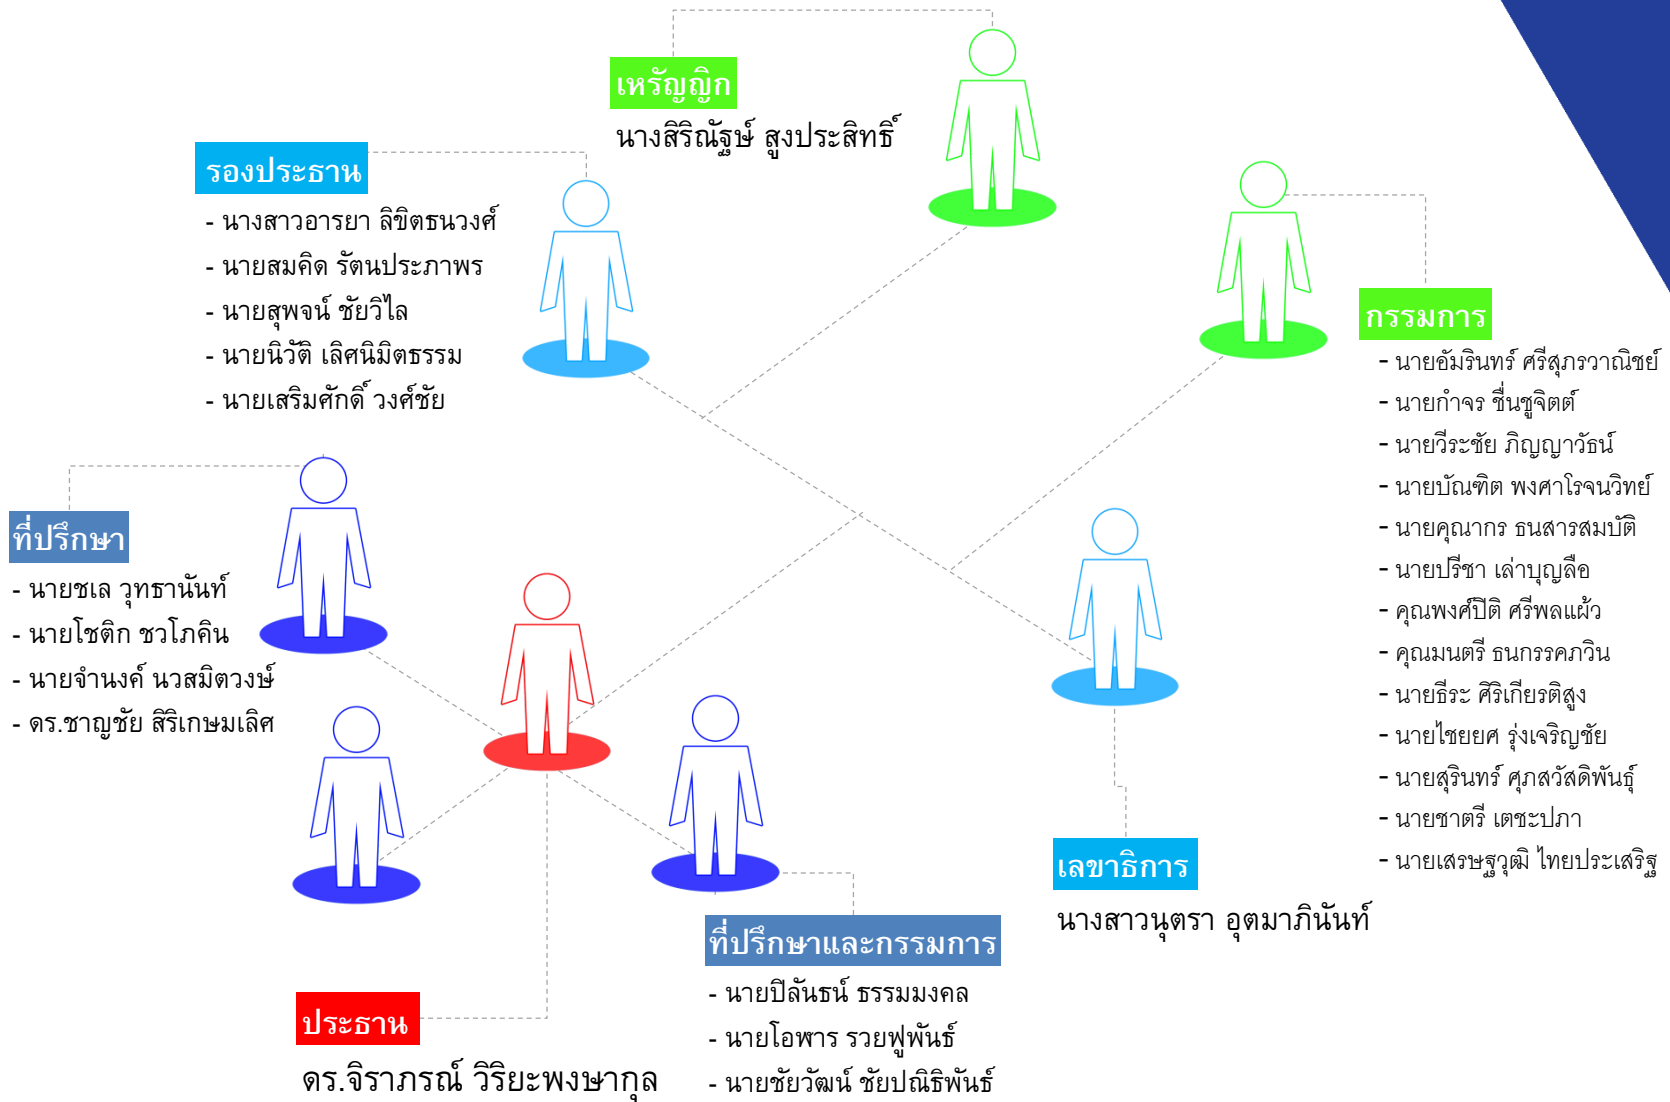 เหรัญญิก
นางสิริณัฐษ์ สูงประสิทธิ์
รองประธาน
- นางสาวอารยา ลิขิตธนวงศ์
- นายสมคิด รัตนประภาพร
- นายสุพจน์ ชัยวิไล
- นายนิวัติ เลิศนิมิตธรรม
- นายเสริมศักดิ์ วงศ์ชัย
กรรมการ
- นายอัมรินทร์ ศรีสุภรวาณิชย์
- นายกำจร ชื่นชูจิตต์
- นายวีระชัย ภิญญาวัธน์
- นายบัณฑิต พงศาโรจนวิทย์
- นายคุณากร ธนสารสมบัติ
- นายปรีชา เล่าบุญลือ
- คุณพงศ์ปิติ ศรีพลแผ้ว
- คุณมนตรี ธนกรรคภวิน
- นายธีระ ศิริเกียรติสูง
- นายไชยยศ รุ่งเจริญชัย
- นายสุรินทร์ ศุภสวัสดิพันธุ์
- นายชาตรี เตชะปภา
- นายเสรษฐวุฒิ ไทยประเสริฐ
ที่ปรึกษา
- นายชเล วุทธานันท์
- นายโชติก ชวโภคิน
- นายจำนงค์ นวสมิตวงษ์
- ดร.ชาญชัย สิริเกษมเลิศ
เลขาธิการ
นางสาวนุตรา อุตมาภินันท์
ที่ปรึกษาและกรรมการ
- นายปิลันธน์ ธรรมมงคล
- นายโอฬาร รวยฟูพันธ์
- นายชัยวัฒน์ ชัยปณิธิพันธ์
ประธาน
ดร.จิราภรณ์ วิริยะพงษากุล